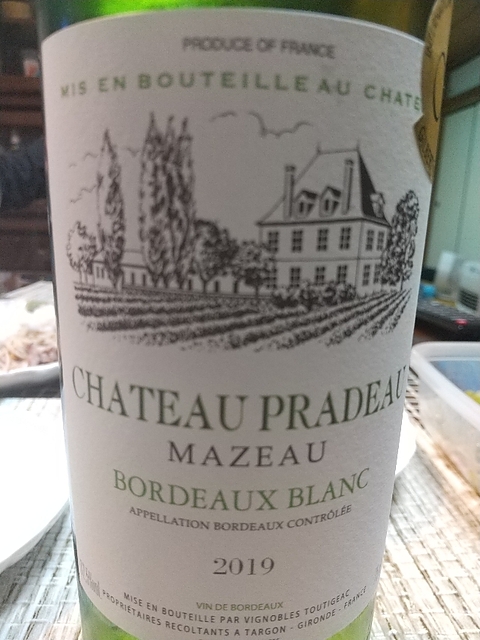 PRODUCE OF FRANCE
MIS EN BOUTEILLE AU CHATE
CHATEAU PRADEAU
MAZEAU
BORDEAUX BLANC
APPELLATION BORDEAUX CONTRÔLÉE
2019
VIN DE BORDEAUX
MISE EN BOUTEILLE PAR VIGNOBLES TOUTIGEAC
PROPRIÉTAIRES RECOLTANTS A TARGON - GIRONDE - FRANCE